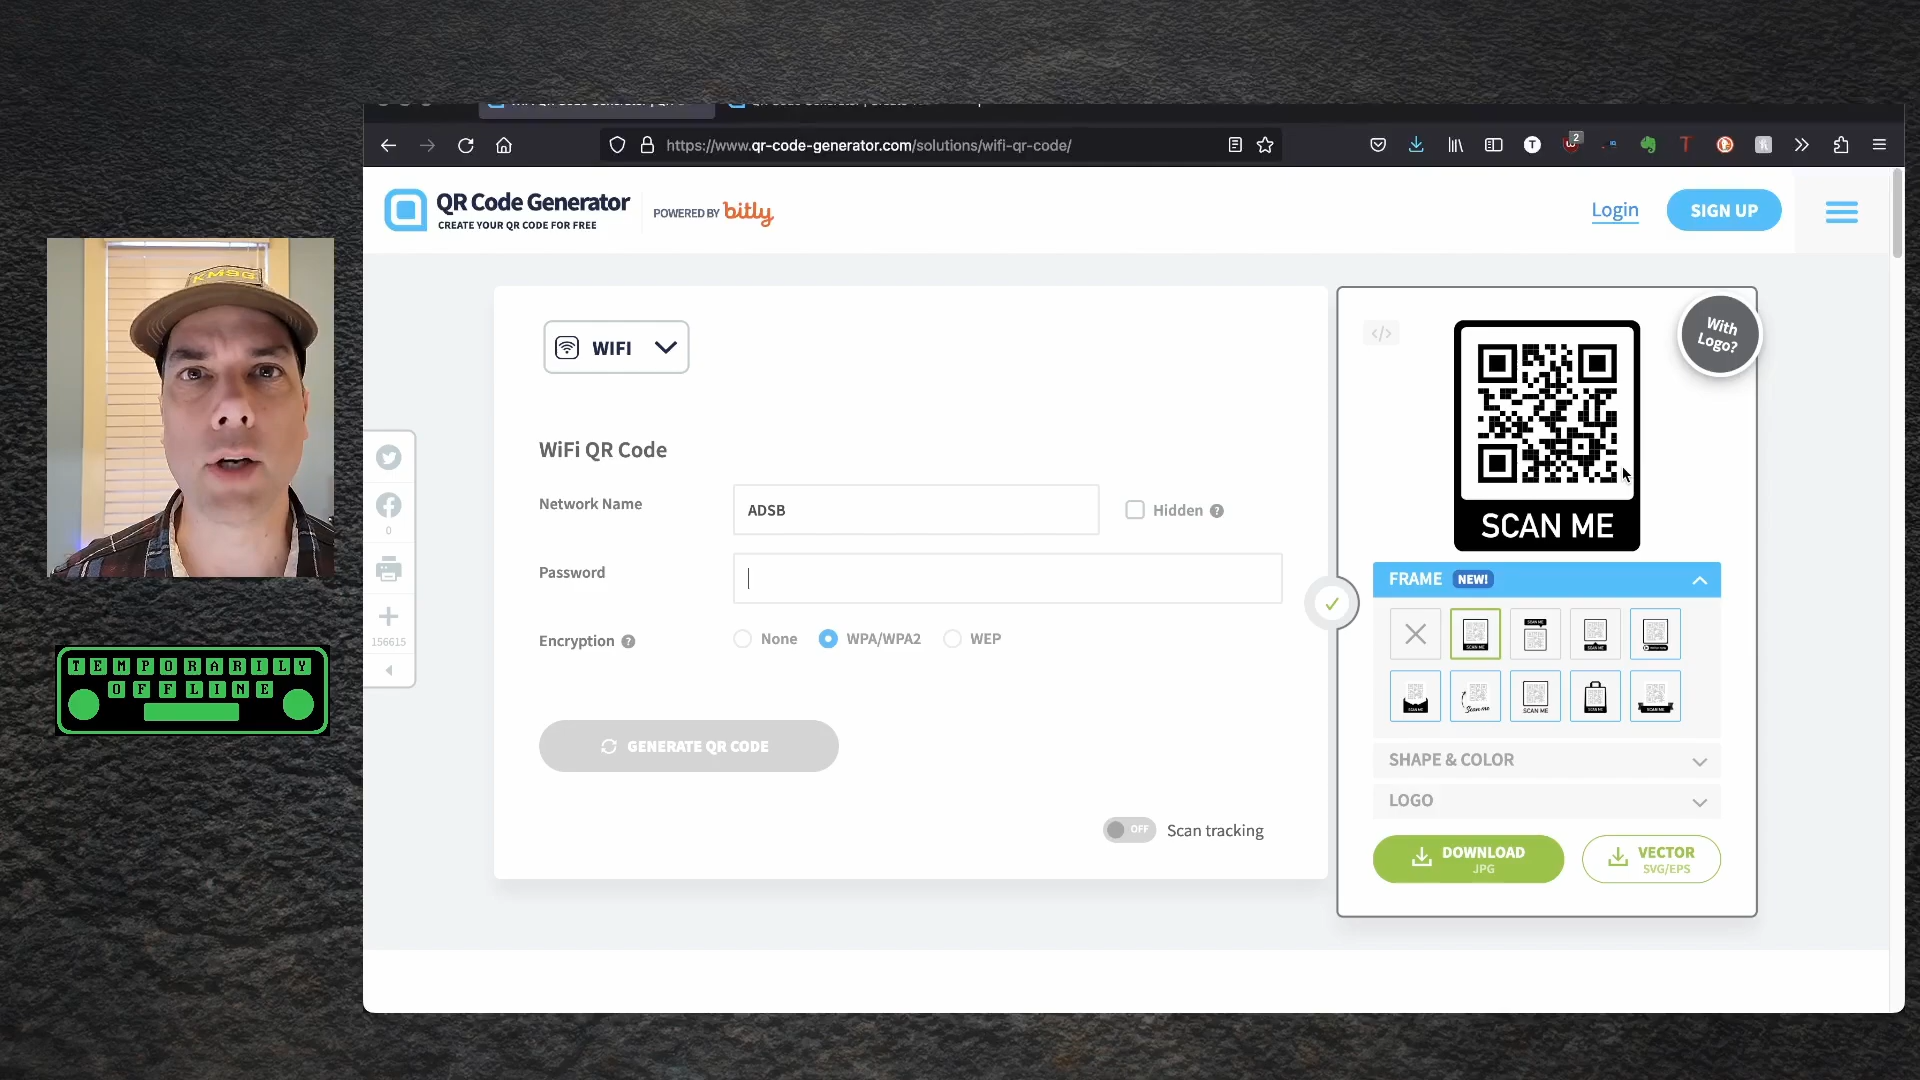 https://www.qr-code-generator.com/solutions/wifi-qr-code/
2
QR Code Generator
CREATE YOUR QR CODE FOR FREE
POWERED BY bitly
Login
SIGN UP
KM9G
WIFI
With
Logo?
WiFi QR Code
Network Name
ADSB
Hidden
Password
Encryption
None
WPA/WPA2
WEP
GENERATE QR CODE
OFF
Scan tracking
SCAN ME
FRAME NEW!
SHAPE & COLOR
LOGO
DOWNLOAD
JPG
VECTOR
SVG/EPS
0
156615
TEMPORARILY
OFFLINE